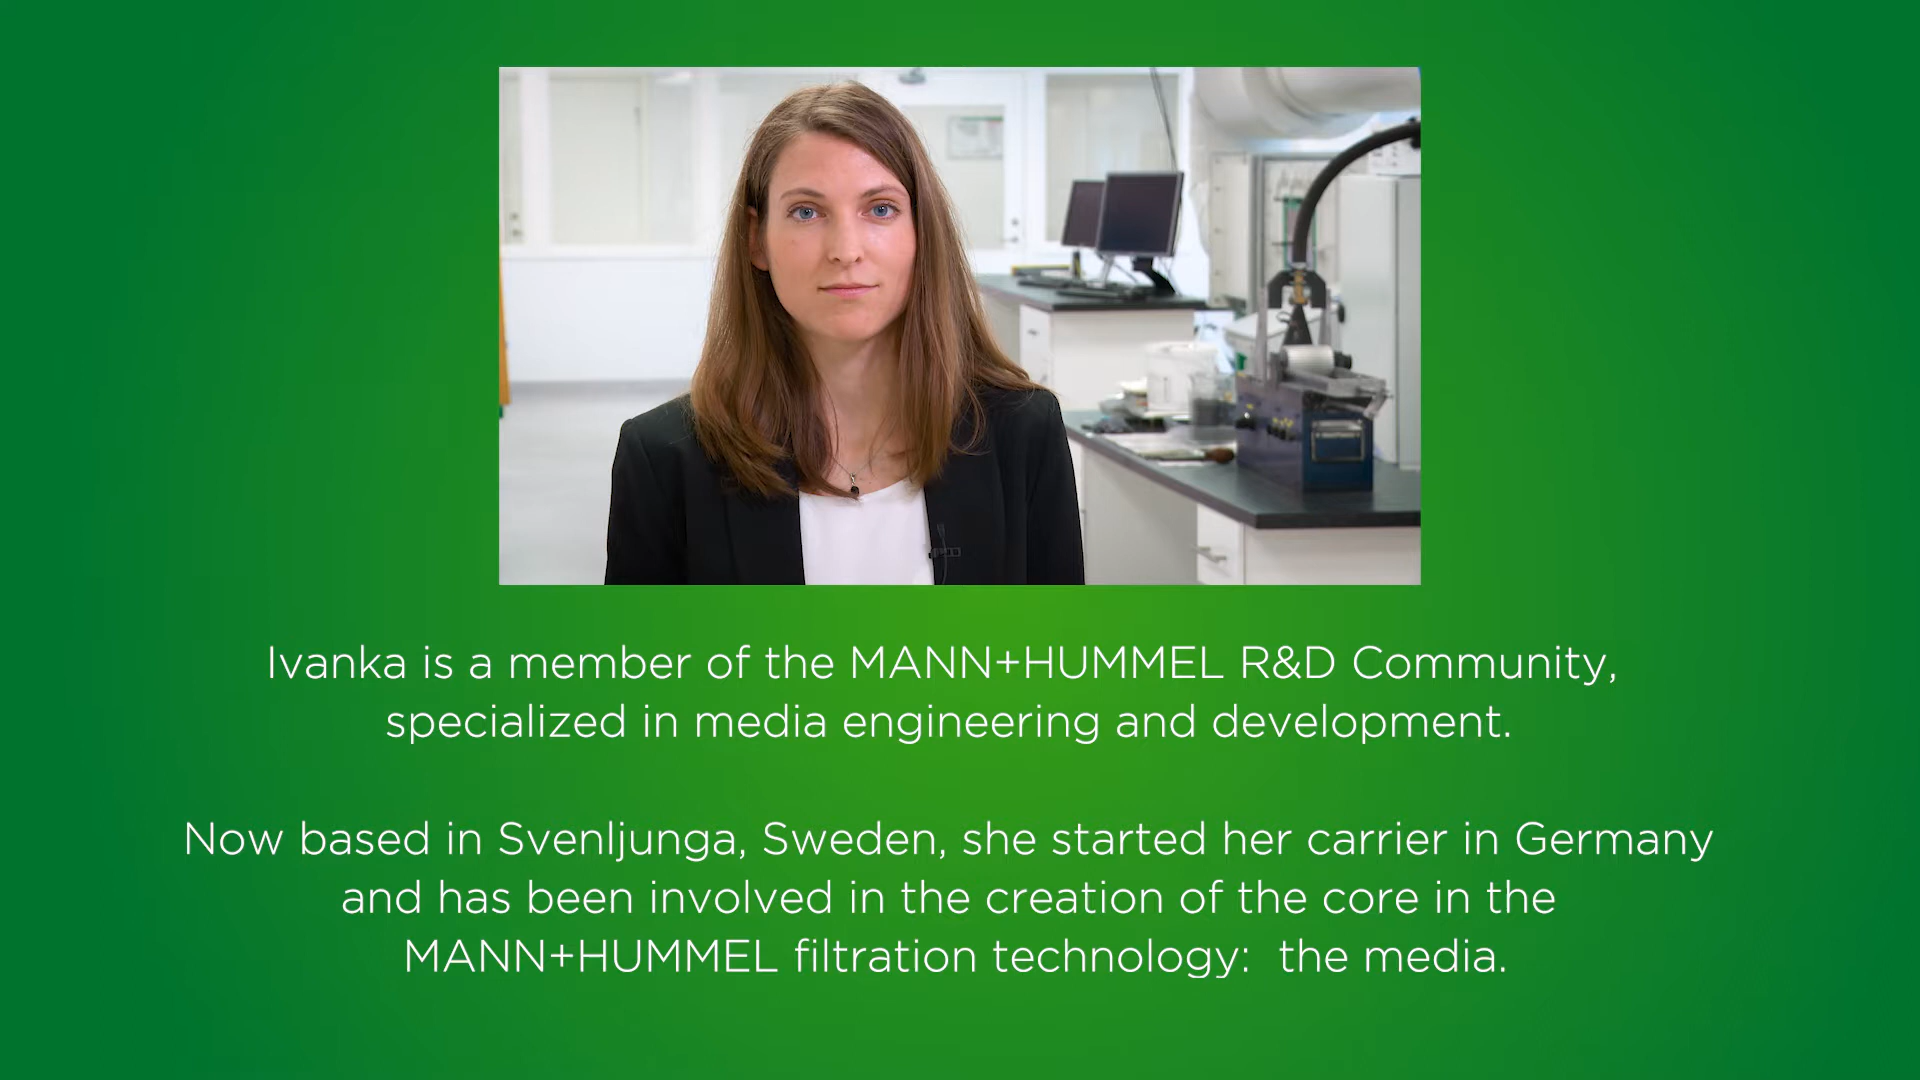 Ivanka is a member of the MANN+HUMMEL R&D Community,
specialized in media engineering and development.
Now based in Svenljunga, Sweden, she started her carrier in Germany
and has been involved in the creation of the core in the
MANN+HUMMEL filtration technology:  the media.